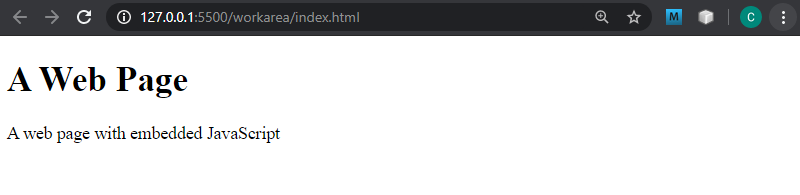 127.0.0.1:5500/workarea/index.html
M
C
A Web Page
A web page with embedded JavaScript